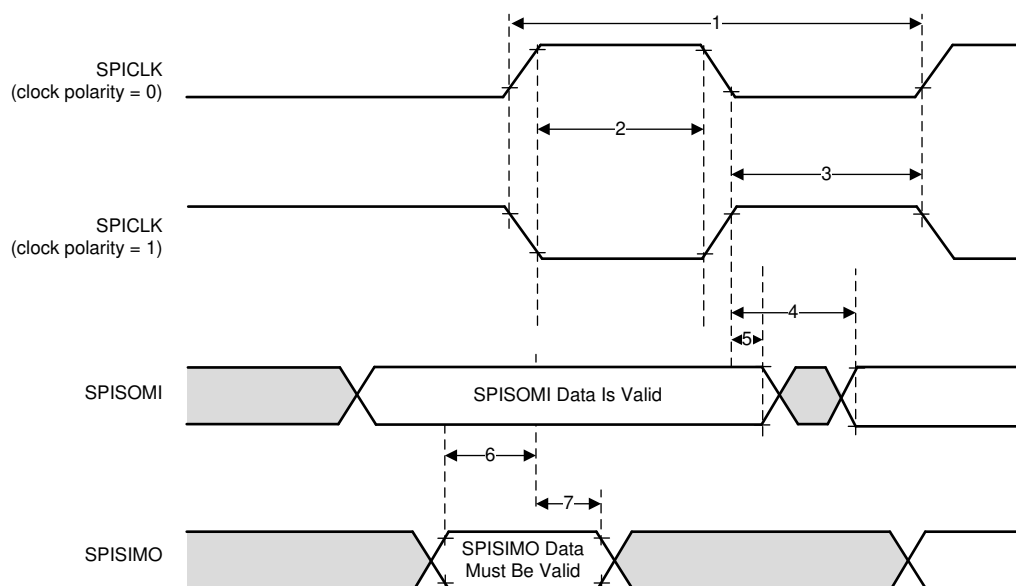 1
SPICLK
(clock polarity = 0)
2
3
SPICLK
(clock polarity = 1)
4
5
SPISOMI
SPISOMI Data Is Valid
6
7
SPISIMO
SPISIMO Data
Must Be Valid